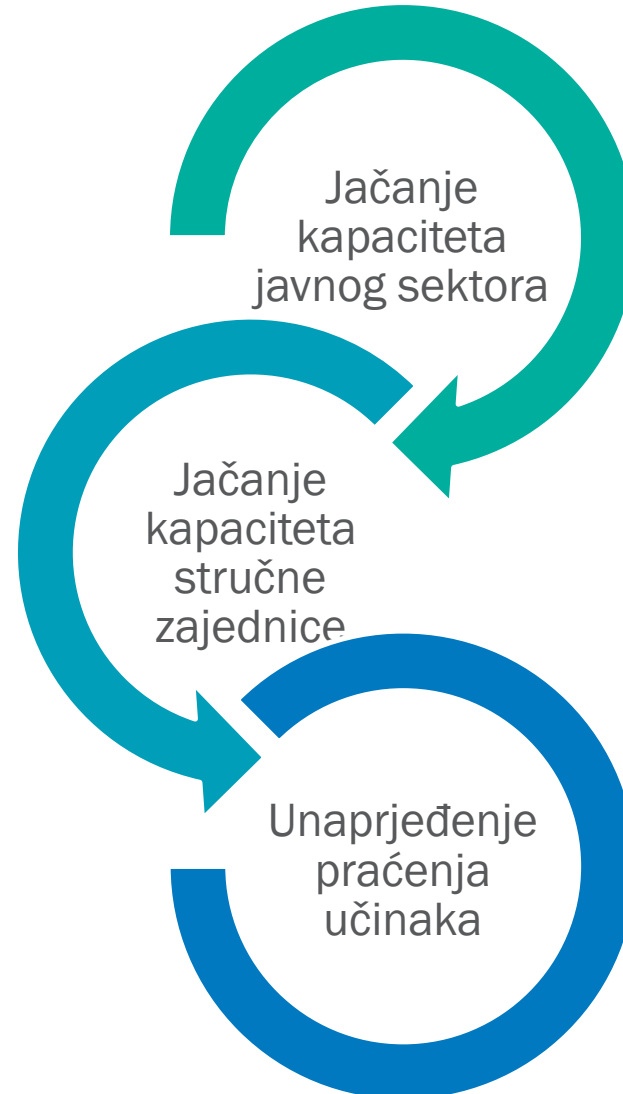 Jačanje
kapaciteta
javnog sektora
Jačanje
kapaciteta
stručne
zajednice
Unaprjeđenje
praćenja
učinaka